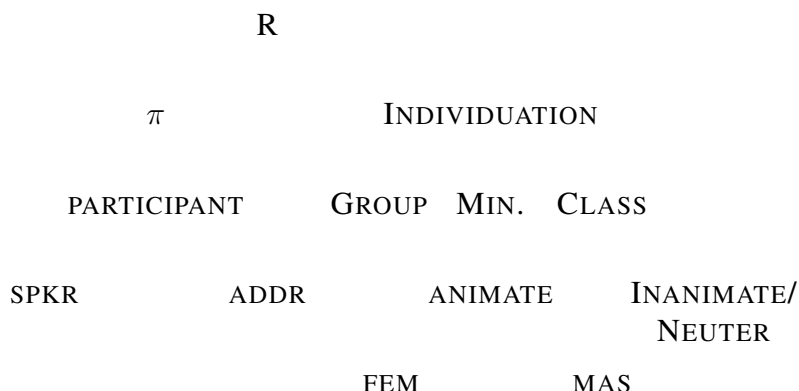 R
π INDIVIDUATION
PARTICIPANT GROUP MIN. CLASS
SPKR ADDR ANIMATE INANIMATE/
NEUTER
FEM MAS